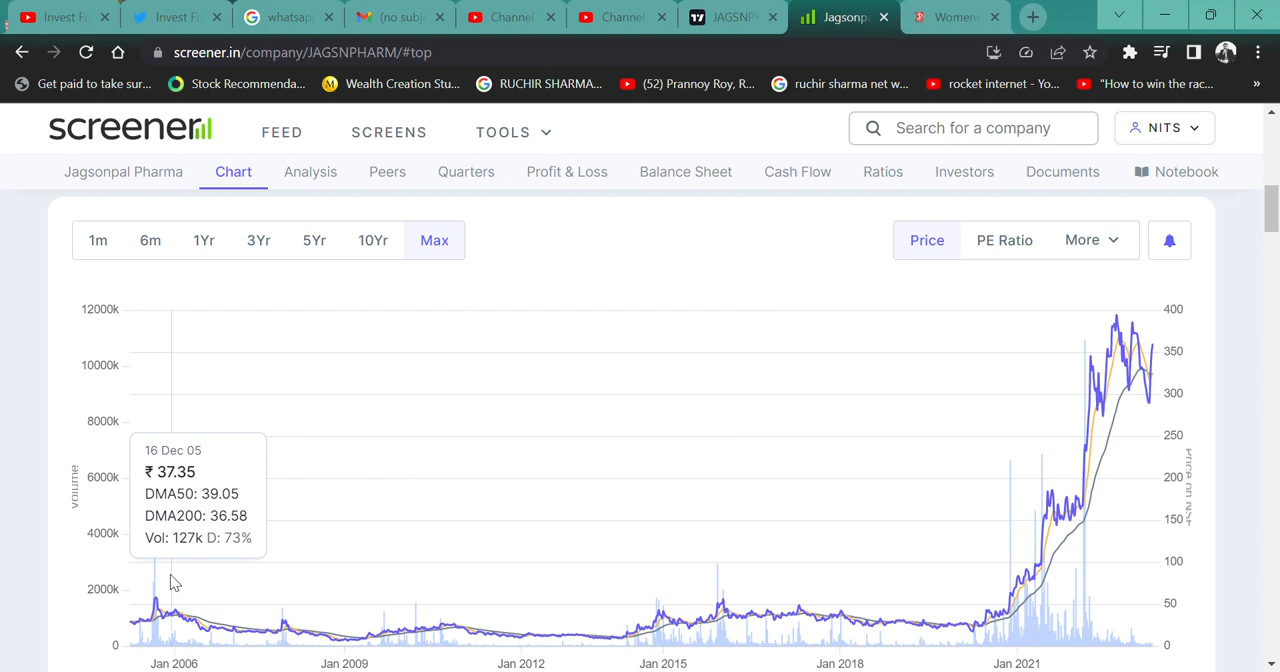 Invest Fo
Invest Fo
whatsapp
(no subj
Channel
Channel
JAGSNP
Jagsonpa
Womens
screener.in/company/JAGSNPHARM/#top
Get paid to take sur...
Stock Recommenda...
Wealth Creation Stu...
RUCHIR SHARMA...
(52) Prannoy Roy, R...
ruchir sharma net w...
rocket internet - Yo...
"How to win the rac...
»
screener
FEED
SCREENS
TOOLS
Search for a company
NITS
Jagsonpal Pharma
Chart
Analysis
Peers
Quarters
Profit & Loss
Balance Sheet
Cash Flow
Ratios
Investors
Documents
Notebook
1m
6m
1Yr
3Yr
5Yr
10Yr
Max
Price
PE Ratio
More
12000k
10000k
8000k
6000k
4000k
2000k
0
volume
16 Dec 05
₹ 37.35
DMA50: 39.05
DMA200: 36.58
Vol: 127k D: 73%
400
350
300
250
200
150
100
50
0
Jan 2006
Jan 2009
Jan 2012
Jan 2015
Jan 2018
Jan 2021